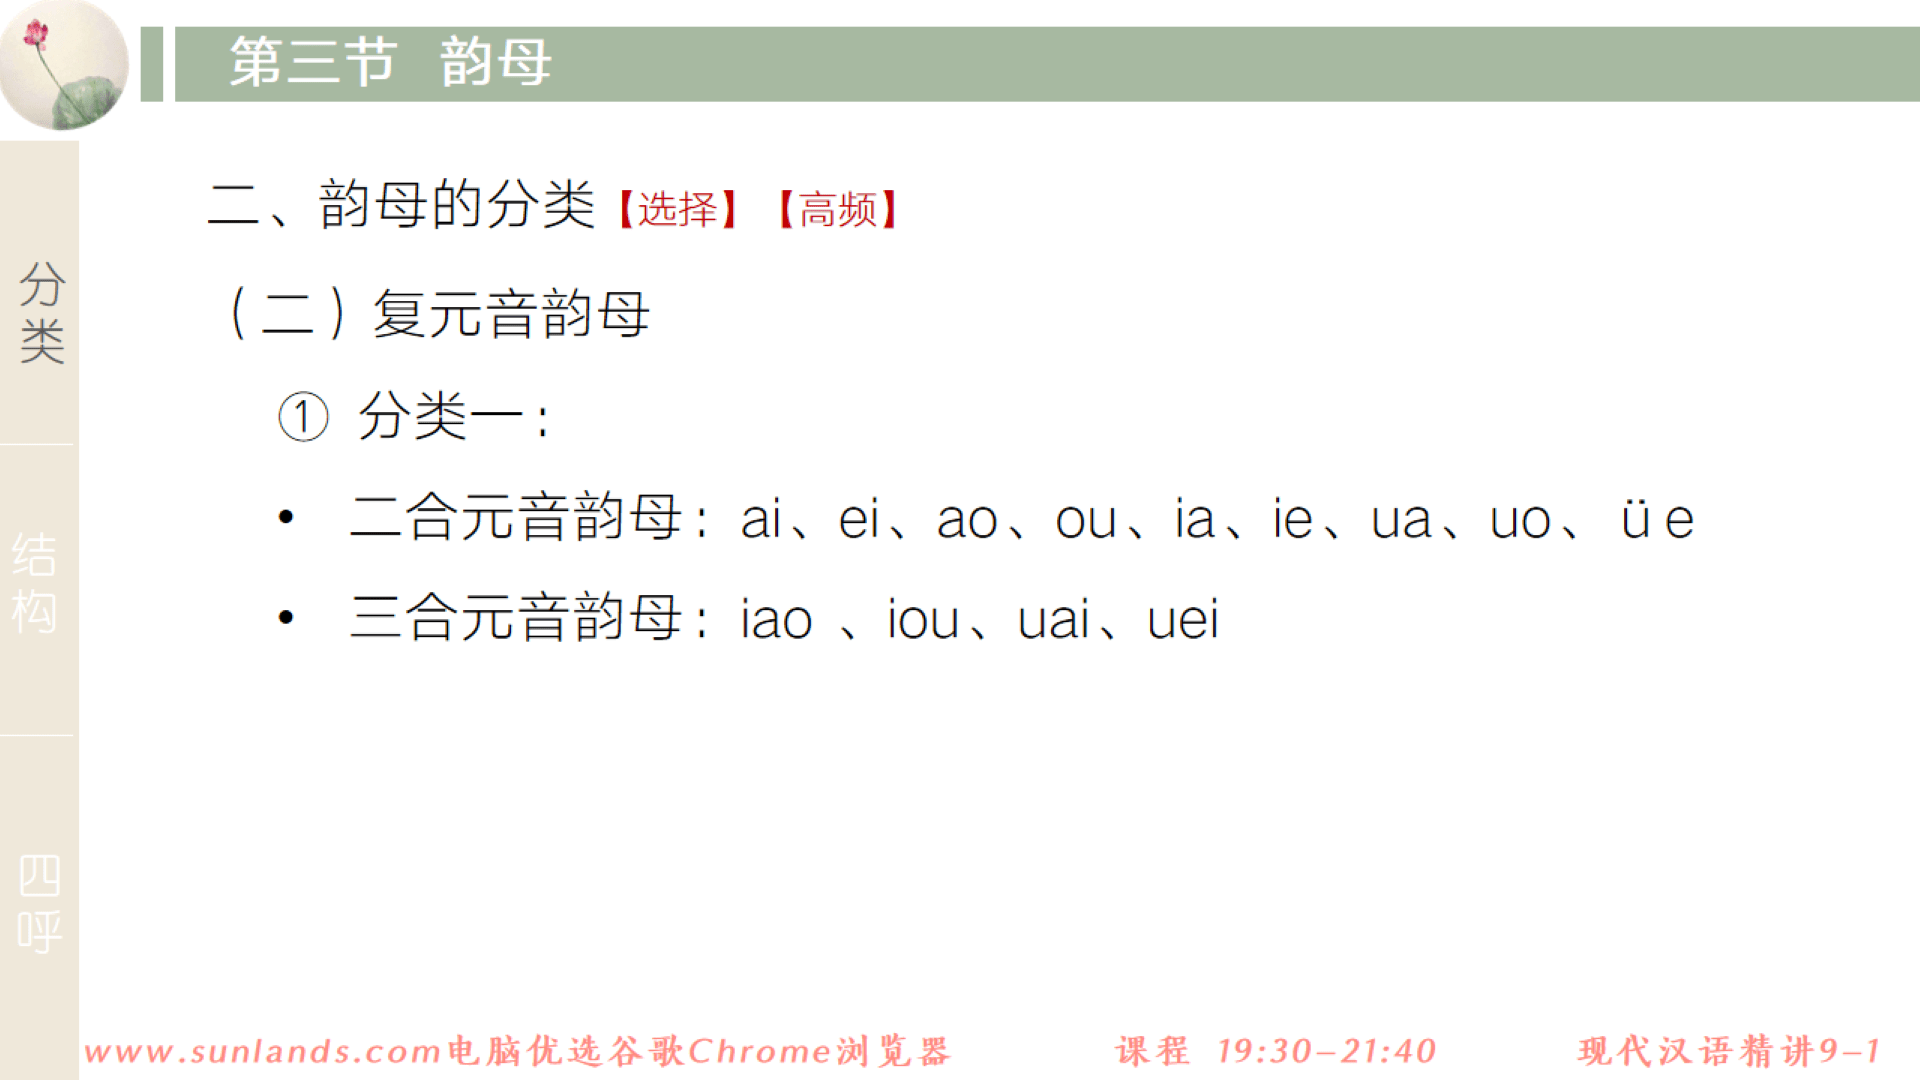 第三节 韵母
二、韵母的分类【选择】【高频】
（二）复元音韵母
① 分类一：
• 二合元音韵母：ai、ei、ao、ou、ia、ie、ua、uo、üe
• 三合元音韵母：iao 、iou、uai、uei
分类
结构
四呼
www.sunlands.com电脑优选谷歌Chrome浏览器 课程 19:30-21:40 现代汉语精讲9-1